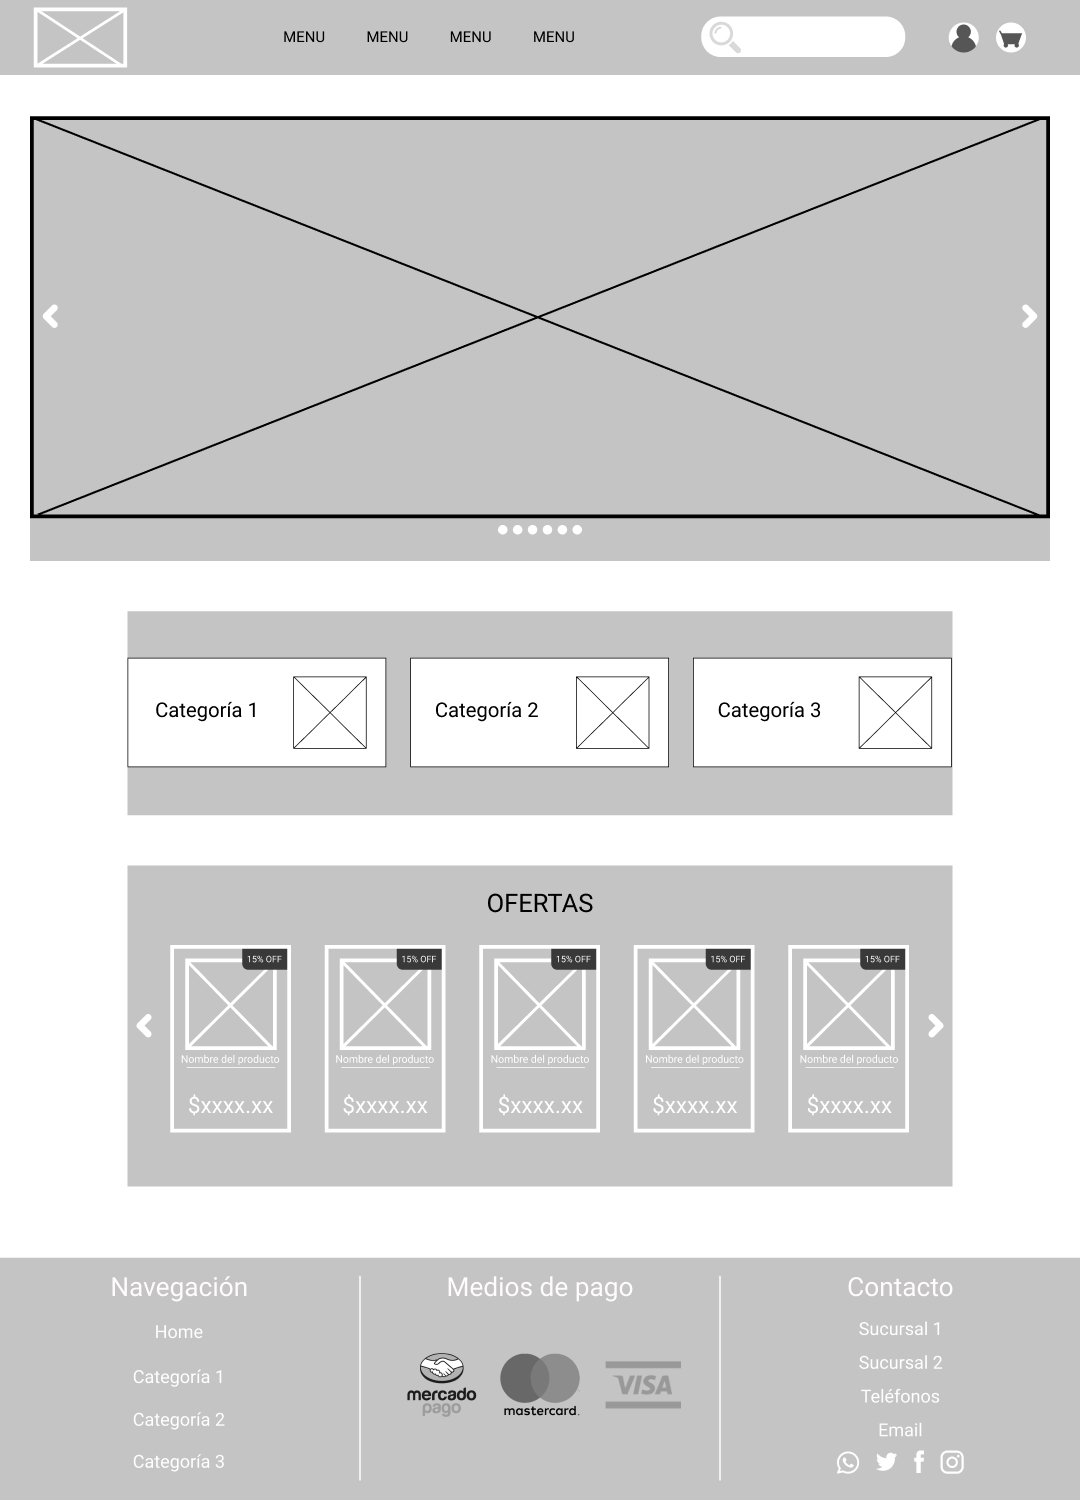 MENU MENU MENU MENU
Categoría 1 Categoría 2 Categoría 3
OFERTAS
15% OFF 15% OFF 15% OFF 15% OFF 15% OFF
Nombre del producto Nombre del producto Nombre del producto Nombre del producto Nombre del producto
$xxxx.xx $xxxx.xx $xxxx.xx $xxxx.xx $xxxx.xx
Navegación
Home
Categoría 1
Categoría 2
Categoría 3
Medios de pago
mercado
pago
mastercard.
VISA
Contacto
Sucursal 1
Sucursal 2
Teléfonos
Email